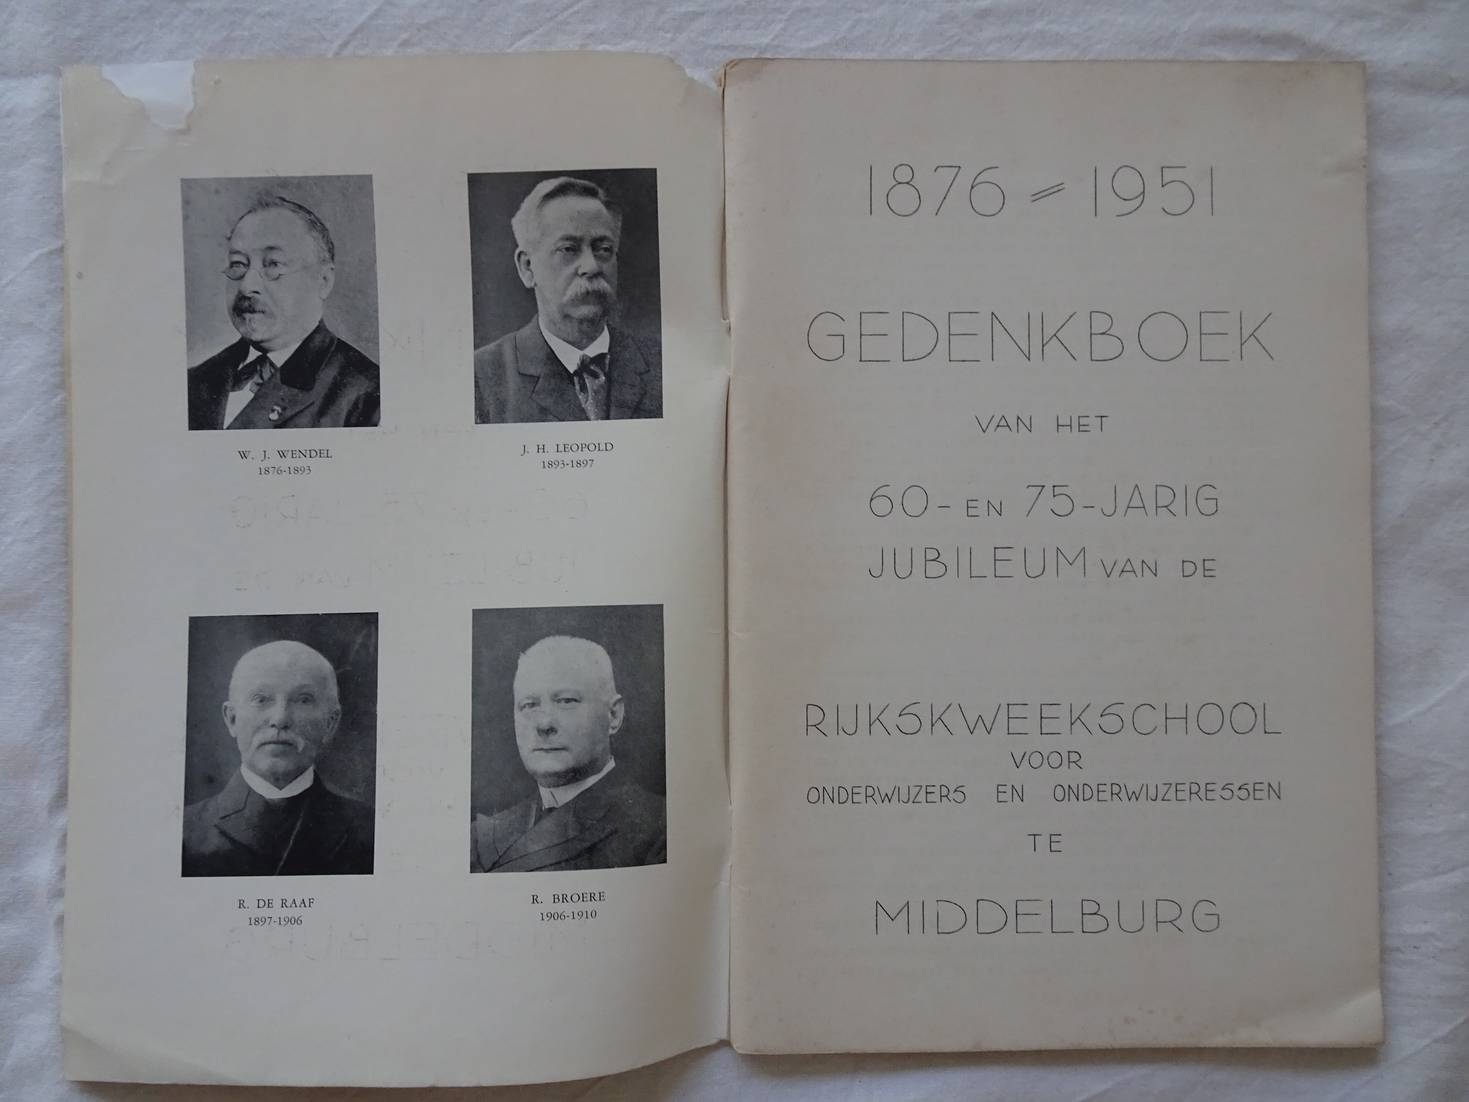 W. J. WENDEL
1876-1893
J. H. LEOPOLD
1893-1897
R. DE RAAF
1897-1906
R. BROERE
1906-1910
1876 = 1951
GEDENKBOEK
VAN HET
60- EN 75-JARIG
JUBILEUM VAN DE
RIJKSKWEEKSCHOOL
VOOR
ONDERWIJZERS EN ONDERWIJZERESSEN
TE
MIDDELBURG